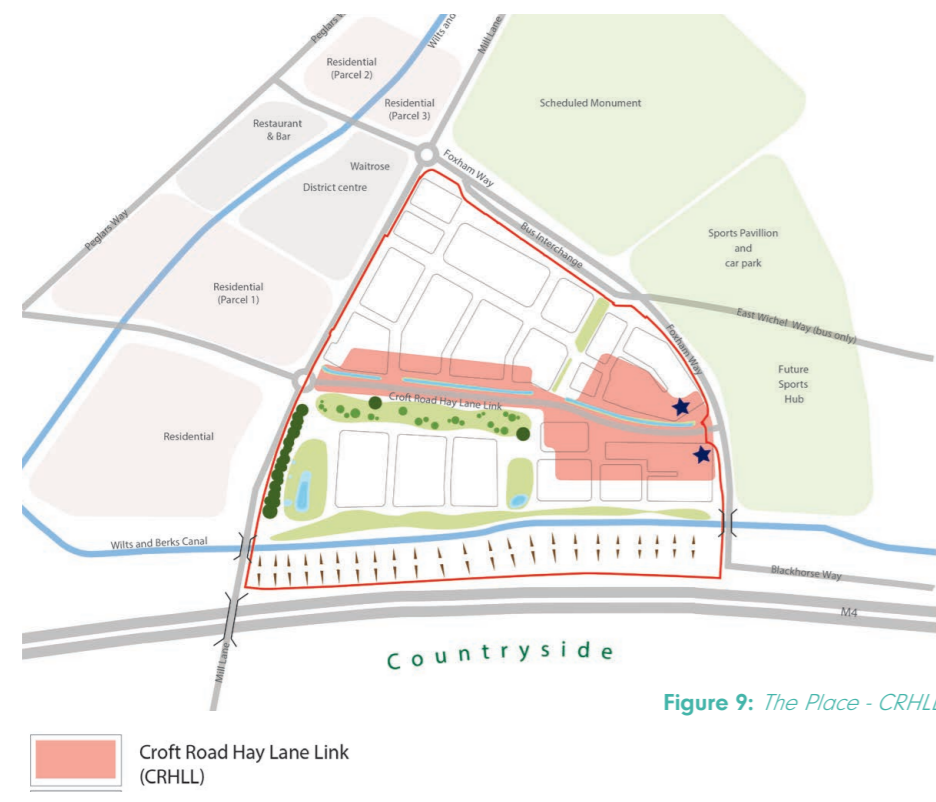 Peglars W
Wilts and
Mill Lane
Residential
(Parcel 2)
Residential
(Parcel 3)
Scheduled Monument
Restaurant
& Bar
Waitrose
District centre
Foxham Way
Bus Interchange
Sports Pavillion
and
car park
Peglars Way
Residential
(Parcel 1)
East Wichel Way (bus only)
Foxham Way
Future
Sports
Hub
Croft Road Hay Lane Link
Residential
Wilts and Berks Canal
Blackhorse Way
M4
Mill Lane
Countryside
Figure 9: The Place - CRHLL
Croft Road Hay Lane Link
(CRHLL)